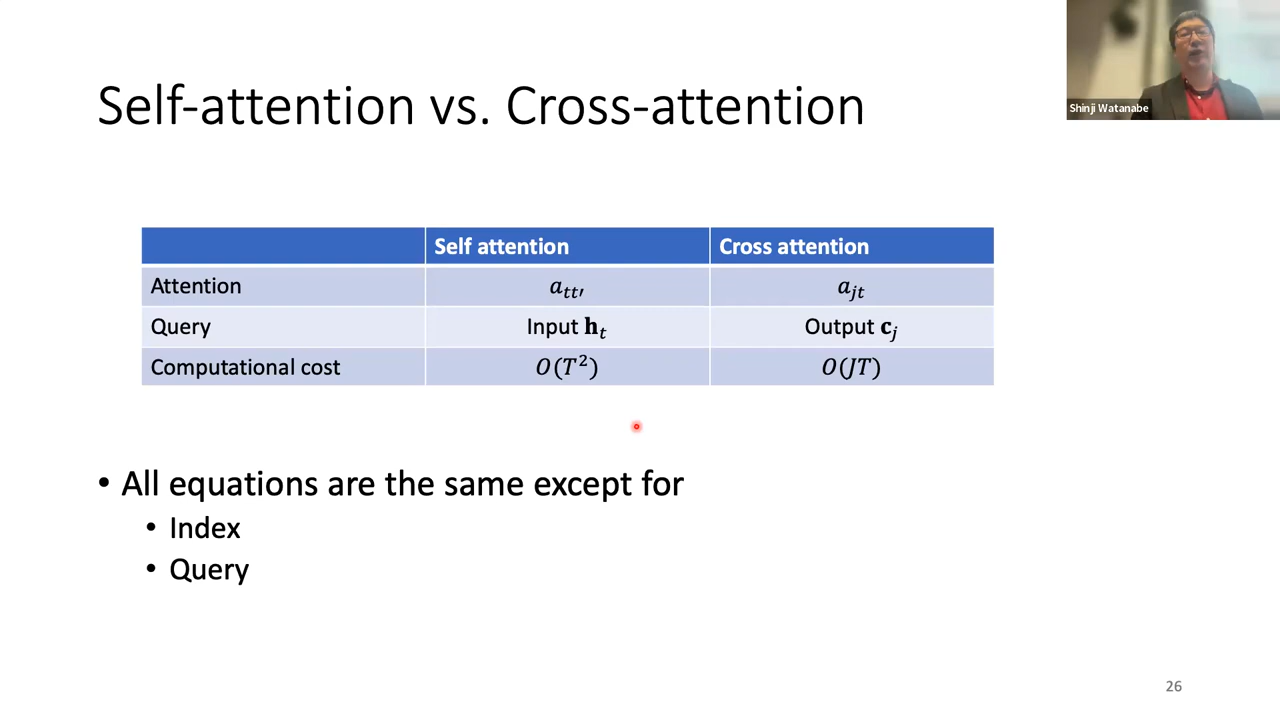 Shinji Watanabe
Self-attention vs. Cross-attention
Self attention Cross attention
Attention a_{tt′} a_{jt}
Query Input h_t Output c_j
Computational cost O(T²) O(JT)
• All equations are the same except for
• Index
• Query
26